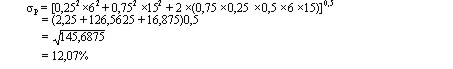 σP = [0,25² ×6² + 0,75² ×15² + 2 ×(0,75 ×0,25 ×0,5 ×6 ×15)]^0,5
= (2,25 +126,5625 + 16,875)0,5
= √145,6875
= 12,07%